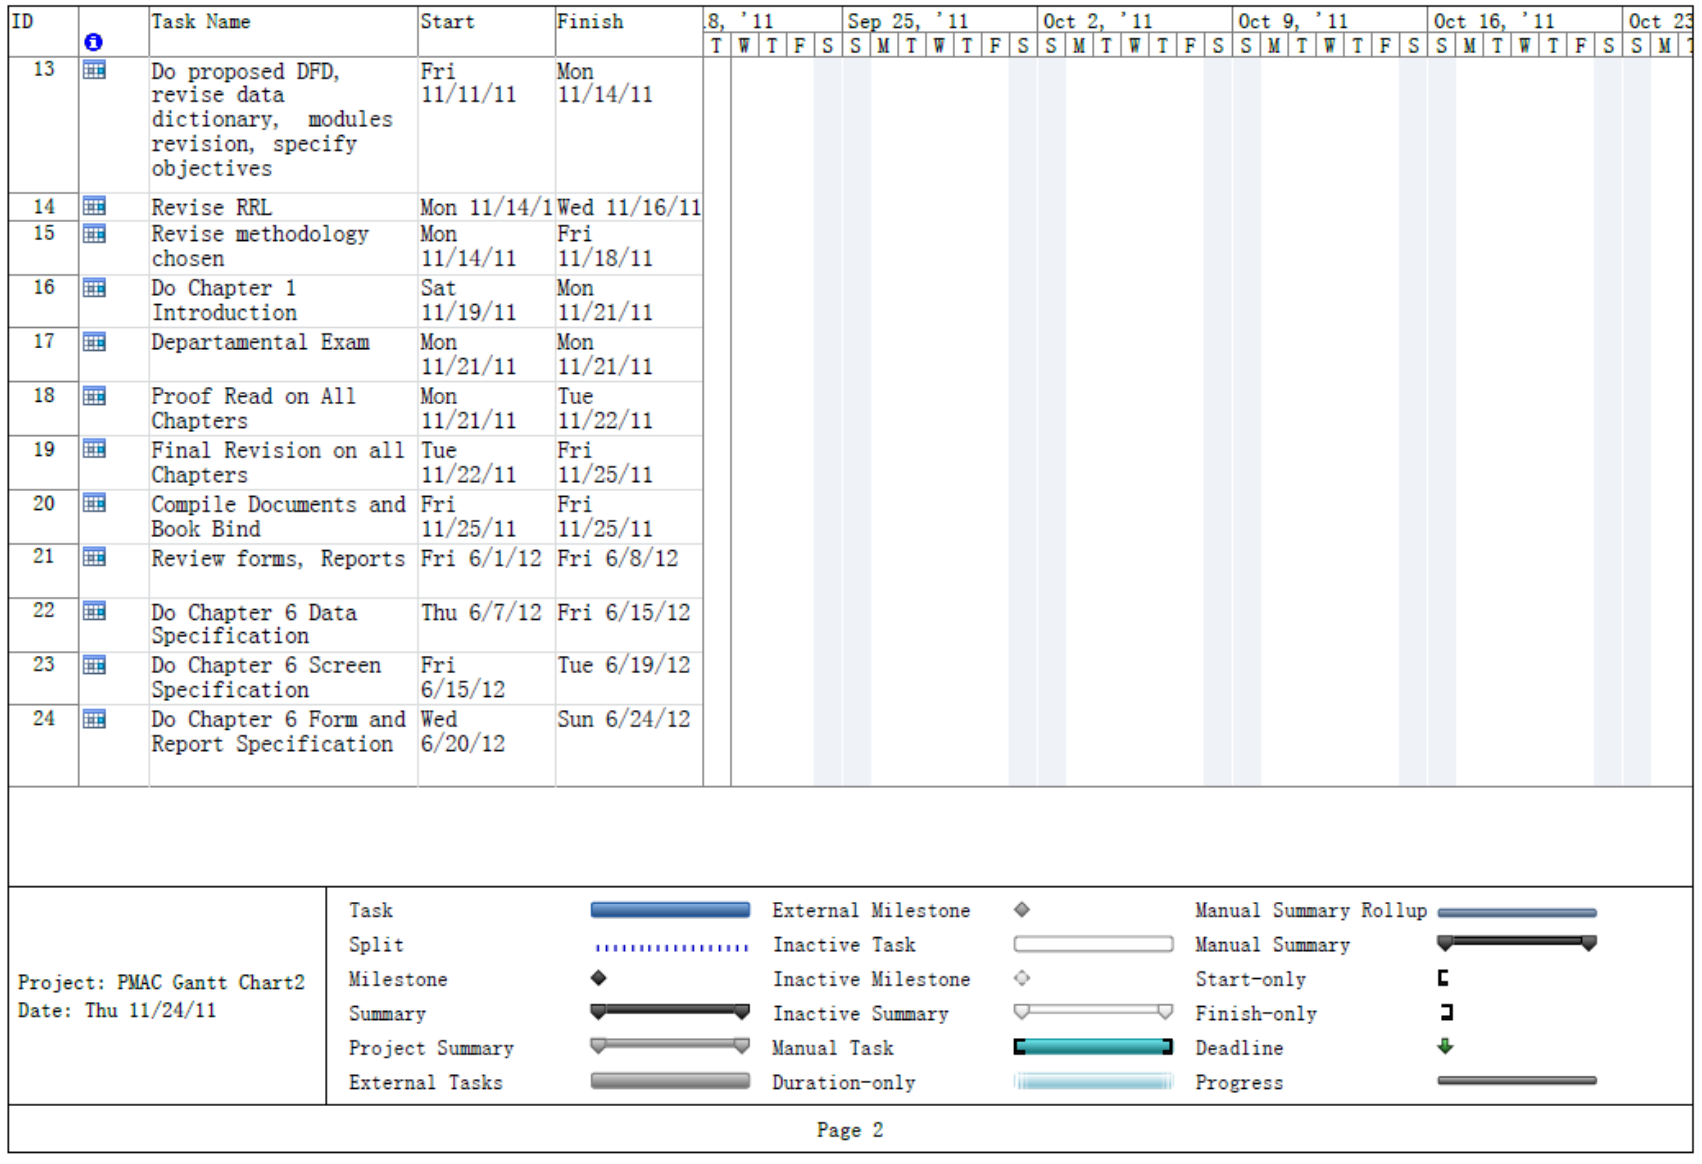 ID Task Name Start Finish 8, '11 Sep 25, '11 Oct 2, '11 Oct 9, '11 Oct 16, '11 Oct 23
T W T F S S M T W T F S S M T W T F S S M T W T F S S M T W T F S S M T
13 Do proposed DFD, Fri Mon
revise data 11/11/11 11/14/11
dictionary, modules
revision, specify
objectives
14 Revise RRL Mon 11/14/1 Wed 11/16/11
15 Revise methodology Mon Fri
chosen 11/14/11 11/18/11
16 Do Chapter 1 Sat Mon
Introduction 11/19/11 11/21/11
17 Departamental Exam Mon Mon
11/21/11 11/21/11
18 Proof Read on All Mon Tue
Chapters 11/21/11 11/22/11
19 Final Revision on all Tue Fri
Chapters 11/22/11 11/25/11
20 Compile Documents and Fri Fri
Book Bind 11/25/11 11/25/11
21 Review forms, Reports Fri 6/1/12 Fri 6/8/12
22 Do Chapter 6 Data Thu 6/7/12 Fri 6/15/12
Specification
23 Do Chapter 6 Screen Fri Tue 6/19/12
Specification 6/15/12
24 Do Chapter 6 Form and Wed Sun 6/24/12
Report Specification 6/20/12
Project: PMAC Gantt Chart2
Date: Thu 11/24/11
Task External Milestone Manual Summary Rollup
Split Inactive Task Manual Summary
Milestone Inactive Milestone Start-only
Summary Inactive Summary Finish-only
Project Summary Manual Task Deadline
External Tasks Duration-only Progress
Page 2